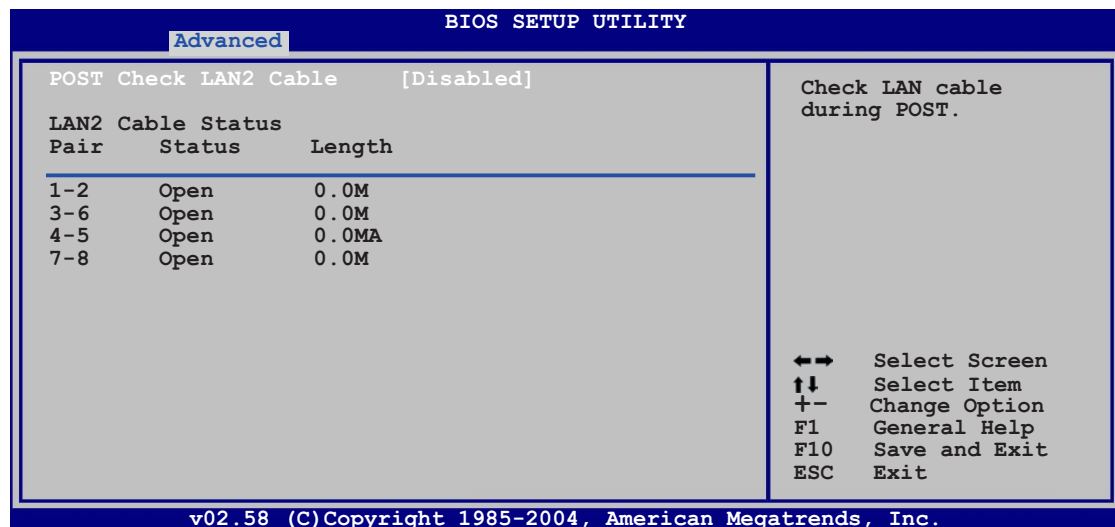 BIOS SETUP UTILITY
Advanced
POST Check LAN2 Cable [Disabled]
LAN2 Cable Status
Pair Status Length
1-2 Open 0.0M
3-6 Open 0.0M
4-5 Open 0.0MA
7-8 Open 0.0M
Check LAN cable
during POST.
←→ Select Screen
↑↓ Select Item
+- Change Option
F1 General Help
F10 Save and Exit
ESC Exit
v02.58 (C)Copyright 1985-2004, American Megatrends, Inc.